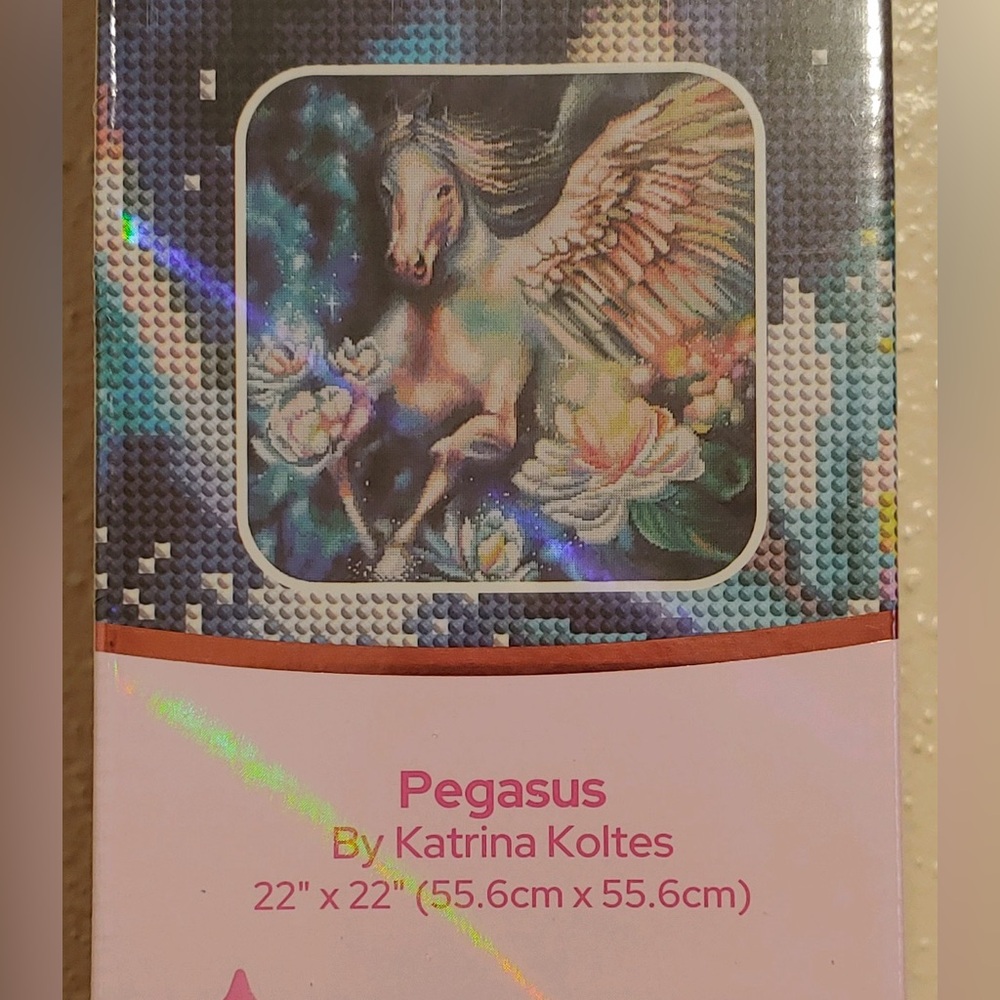 Pegasus
By Katrina Koltes
22" x 22" (55.6cm x 55.6cm)